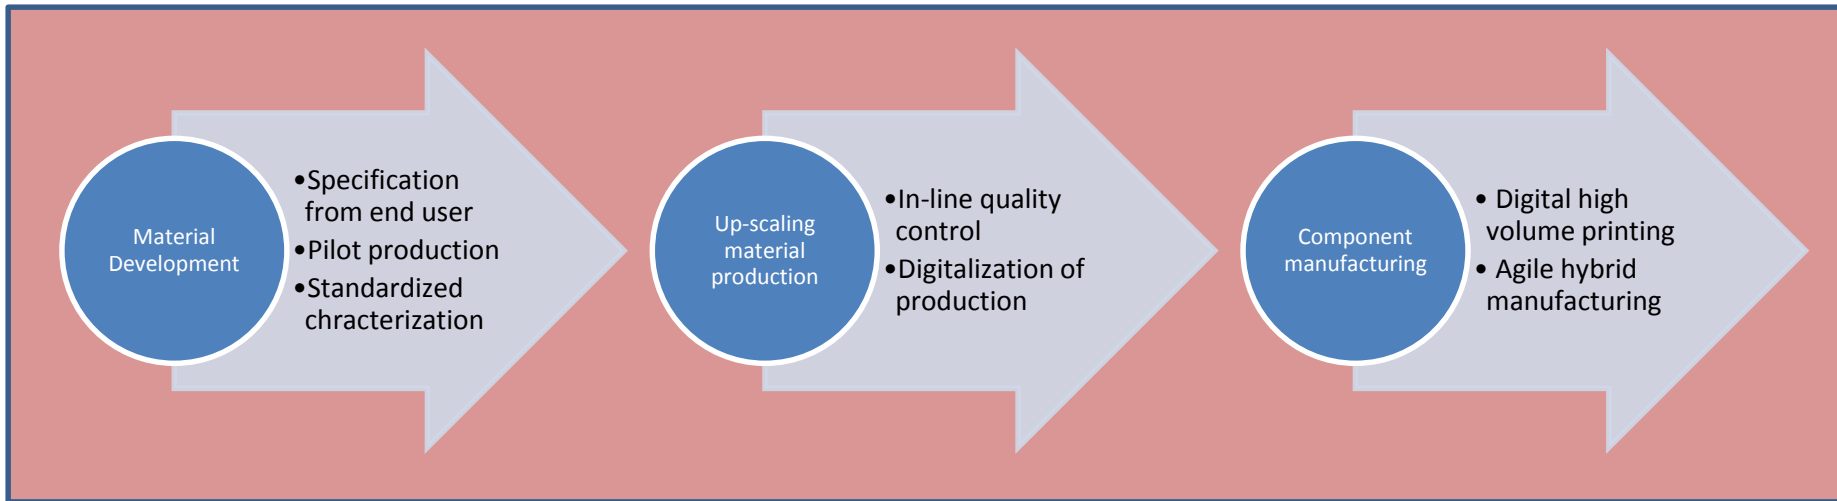 Material
Development
•Specification
from end user
•Pilot production
•Standardized
chracterization
Up-scaling
material
production
•In-line quality
control
•Digitalization of
production
Component
manufacturing
• Digital high
volume printing
• Agile hybrid
manufacturing